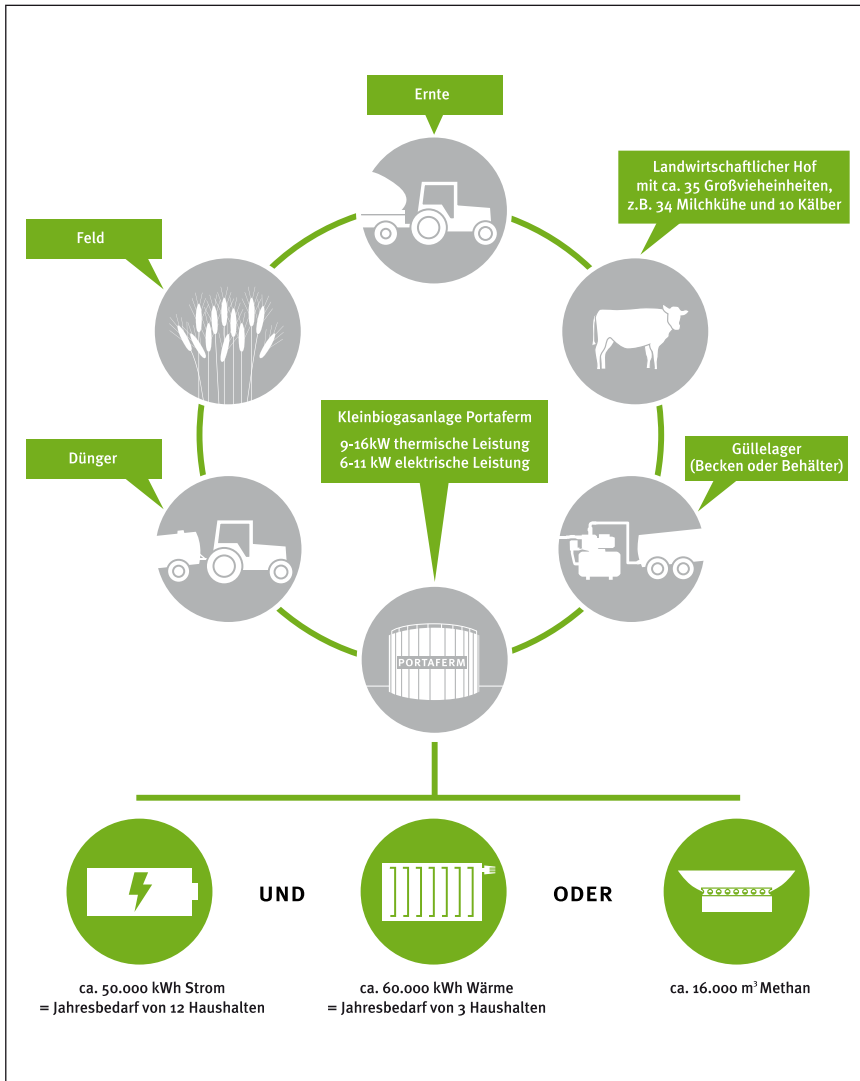 Ernte
Landwirtschaftlicher Hof
mit ca. 35 Großvieheinheiten,
z.B. 34 Milchkühe und 10 Kälber
Feld
Kleinbiogasanlage Portaferm
9-16kW thermische Leistung
6-11 kW elektrische Leistung
Güllelager
(Becken oder Behälter)
Dünger
PORTAFERM
UND
ODER
ca. 50.000 kWh Strom
= Jahresbedarf von 12 Haushalten
ca. 60.000 kWh Wärme
= Jahresbedarf von 3 Haushalten
ca. 16.000 m³ Methan